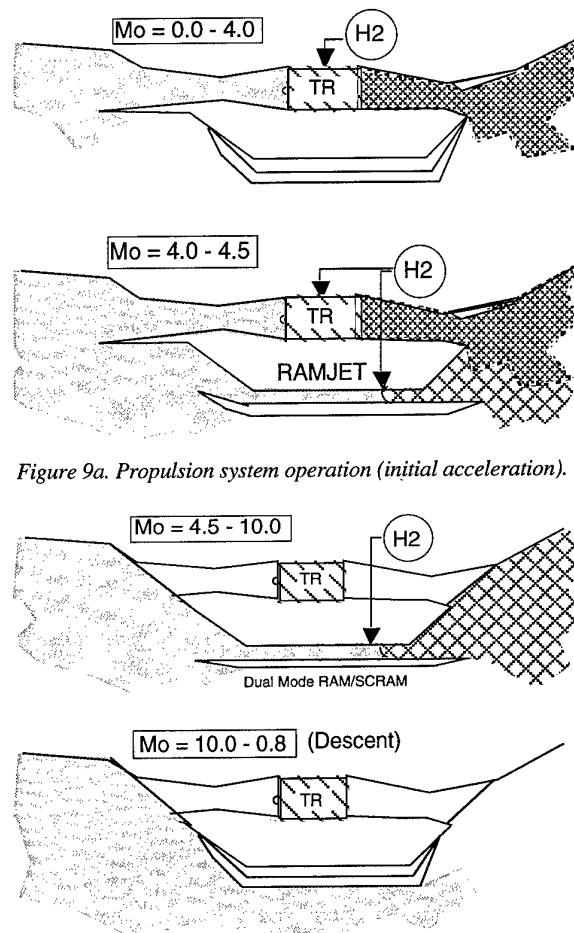 Mo = 0.0 - 4.0
H2
TR
Mo = 4.0 - 4.5
H2
TR
RAMJET
Figure 9a. Propulsion system operation (initial acceleration).
Mo = 4.5 - 10.0
H2
TR
Dual Mode RAM/SCRAM
Mo = 10.0 - 0.8 (Descent)
TR